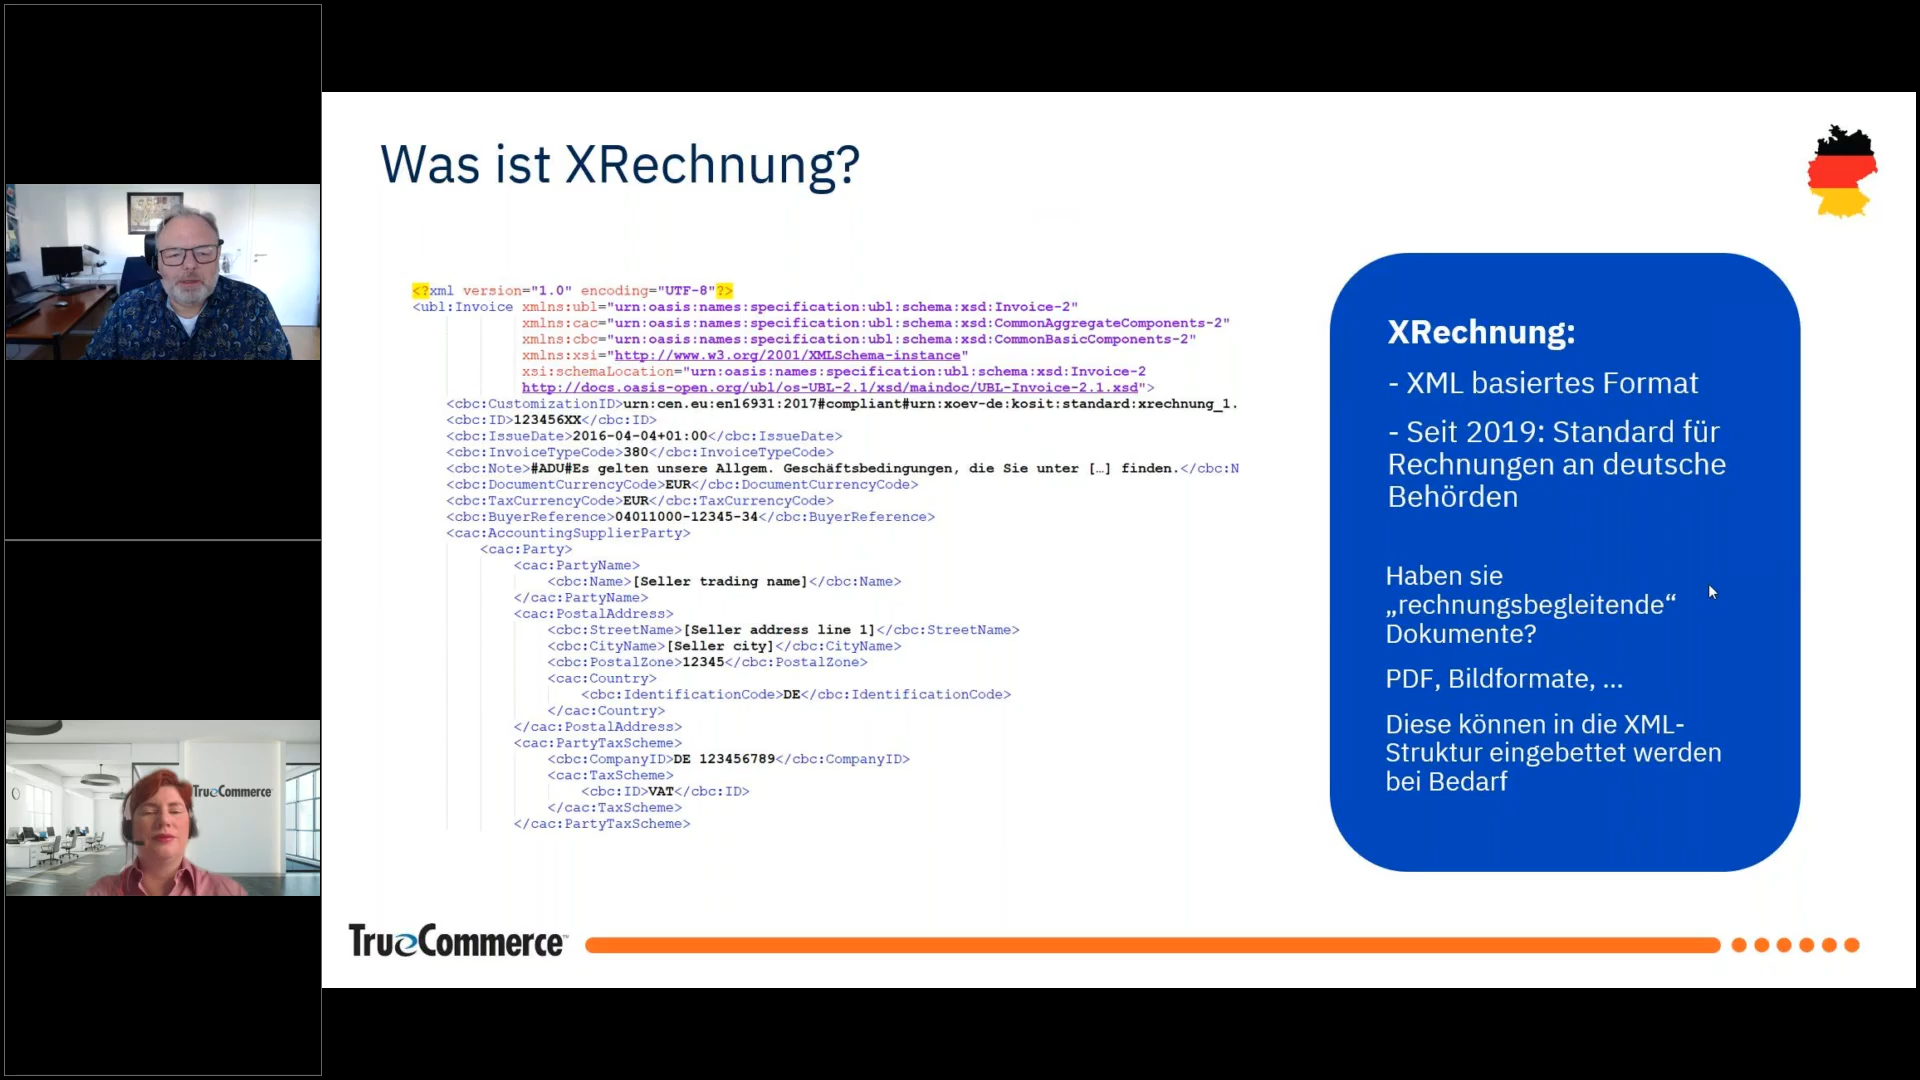 Was ist XRechnung?
<?xml version="1.0" encoding="UTF-8"?>
<ubl:Invoice xmlns:ubl="urn:oasis:names:specification:ubl:schema:xsd:Invoice-2"
xmlns:cac="urn:oasis:names:specification:ubl:schema:xsd:CommonAggregateComponents-2"
xmlns:cbc="urn:oasis:names:specification:ubl:schema:xsd:CommonBasicComponents-2"
xmlns:xsi="http://www.w3.org/2001/XMLSchema-instance"
xsi:schemaLocation="urn:oasis:names:specification:ubl:schema:xsd:Invoice-2
http://docs.oasis-open.org/ubl/os-UBL-2.1/xsd/maindoc/UBL-Invoice-2.1.xsd">
<cbc:CustomizationID>urn:cen.eu:en16931:2017#compliant#urn:xoev-de:kosit:standard:xrechnung_1.
<cbc:ID>123456XX</cbc:ID>
<cbc:IssueDate>2016-04-04+01:00</cbc:IssueDate>
<cbc:InvoiceTypeCode>380</cbc:InvoiceTypeCode>
<cbc:Note>#ADU#Es gelten unsere Allgem. Geschäftsbedingungen, die Sie unter […] finden.</cbc:N
<cbc:DocumentCurrencyCode>EUR</cbc:DocumentCurrencyCode>
<cbc:TaxCurrencyCode>EUR</cbc:TaxCurrencyCode>
<cbc:BuyerReference>04011000-12345-34</cbc:BuyerReference>
<cac:AccountingSupplierParty>
<cac:Party>
<cac:PartyName>
<cbc:Name>[Seller trading name]</cbc:Name>
</cac:PartyName>
<cac:PostalAddress>
<cbc:StreetName>[Seller address line 1]</cbc:StreetName>
<cbc:CityName>[Seller city]</cbc:CityName>
<cbc:PostalZone>12345</cbc:PostalZone>
<cac:Country>
<cbc:IdentificationCode>DE</cbc:IdentificationCode>
</cac:Country>
</cac:PostalAddress>
<cac:PartyTaxScheme>
<cbc:CompanyID>DE 123456789</cbc:CompanyID>
<cac:TaxScheme>
<cbc:ID>VAT</cbc:ID>
</cac:TaxScheme>
</cac:PartyTaxScheme>
XRechnung:
- XML basiertes Format
- Seit 2019: Standard für
Rechnungen an deutsche
Behörden
Haben sie
„rechnungsbegleitende“
Dokumente?
PDF, Bildformate, ...
Diese können in die XML-
Struktur eingebettet werden
bei Bedarf
TrueCommerce
TrueCommerce™